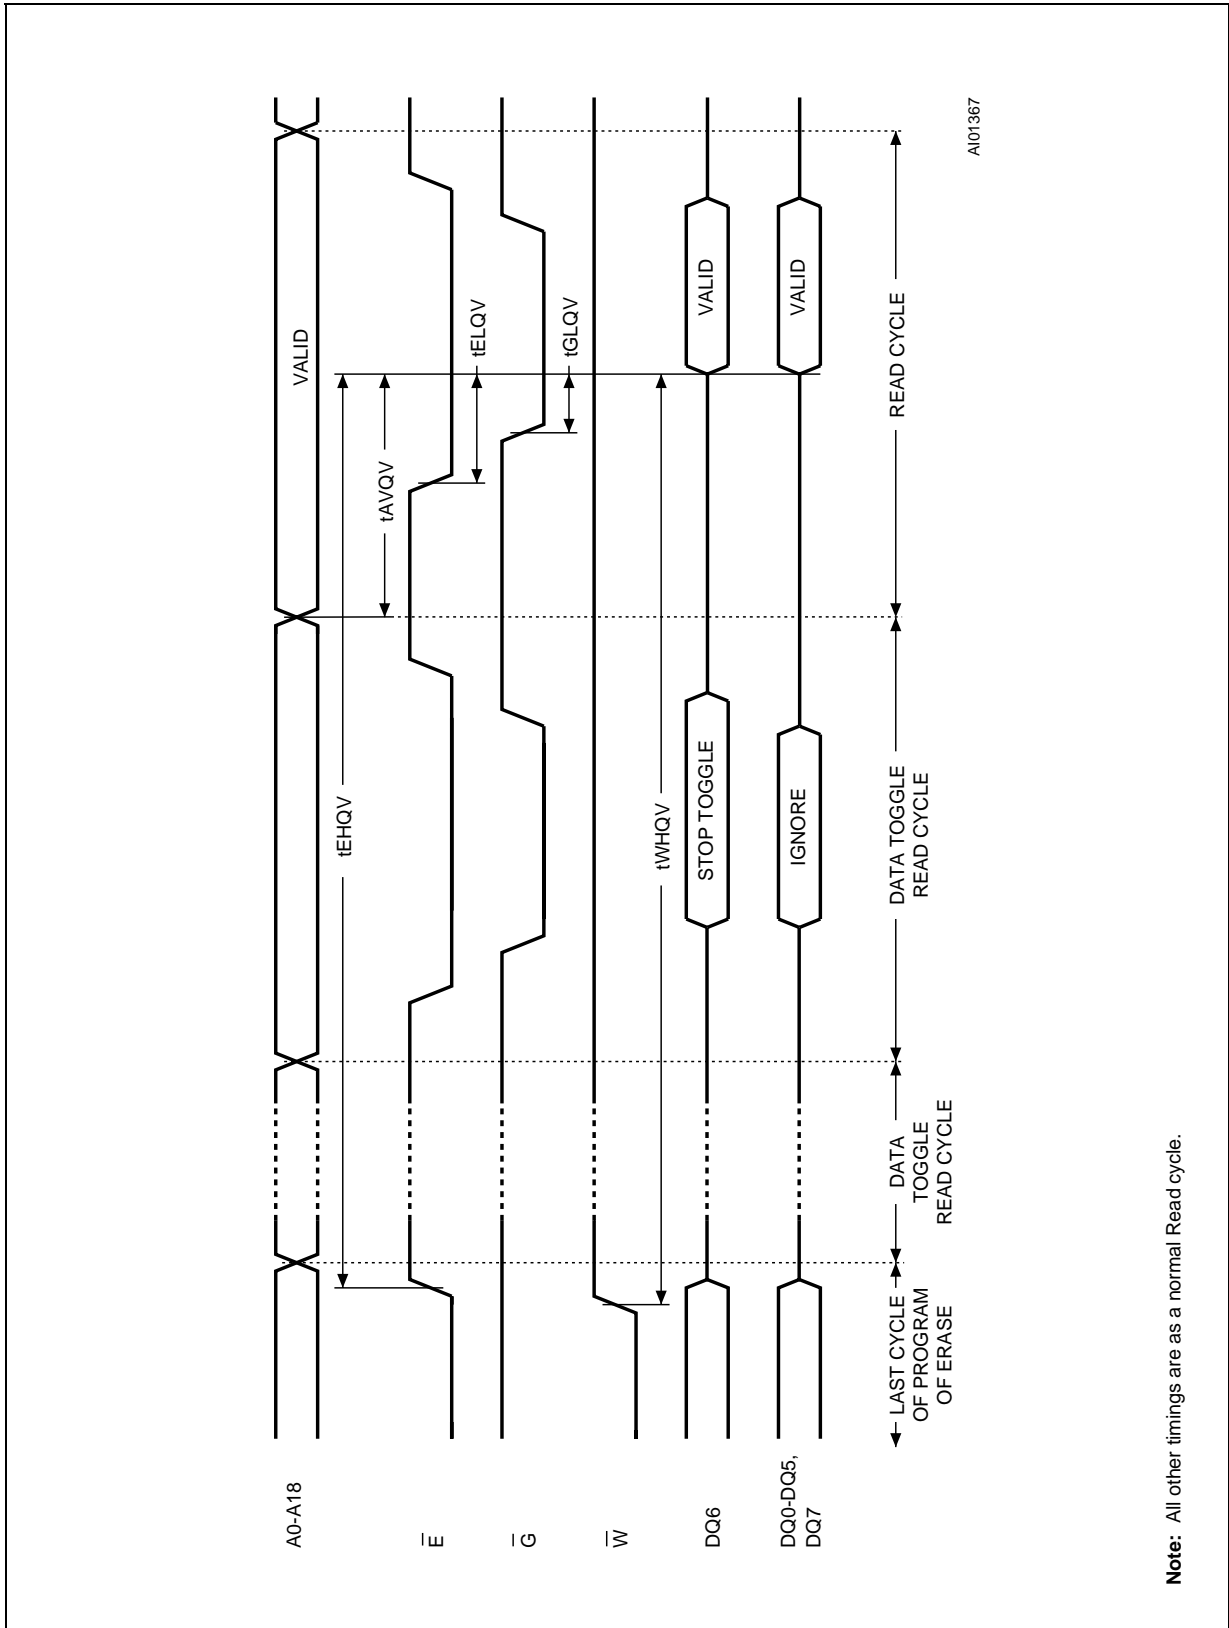 A0-A18
VALID
tEHQV
tAVQV
E
tELQV
G
tGLQV
W
tWHQV
DQ6
STOP TOGGLE
VALID
DQ0-DQ5,
DQ7
IGNORE
VALID
LAST CYCLE
OF PROGRAM
OF ERASE
DATA
TOGGLE
READ CYCLE
DATA TOGGLE
READ CYCLE
READ CYCLE
AI01367
Note: All other timings are as a normal Read cycle.